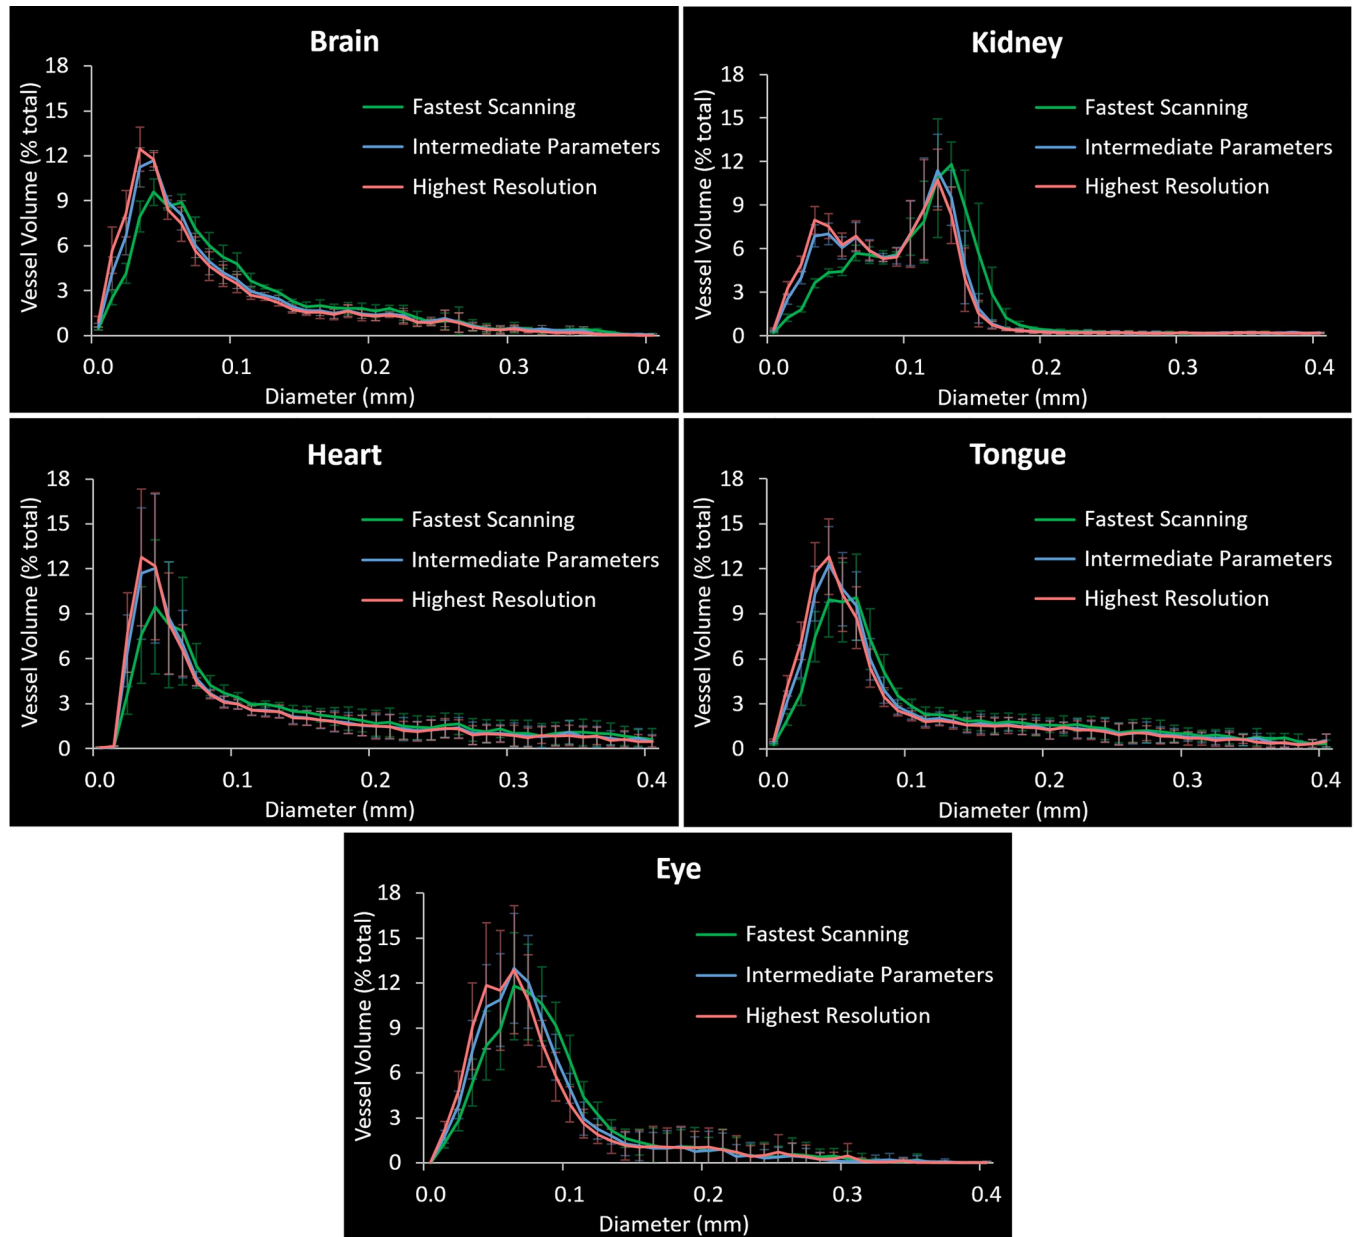 Brain
Vessel Volume (% total)
18
15
12
9
6
3
0
Fastest Scanning
Intermediate Parameters
Highest Resolution
0.0 0.1 0.2 0.3 0.4
Diameter (mm)
Kidney
Vessel Volume (% total)
18
15
12
9
6
3
0
Fastest Scanning
Intermediate Parameters
Highest Resolution
0.0 0.1 0.2 0.3 0.4
Diameter (mm)
Heart
Vessel Volume (% total)
18
15
12
9
6
3
0
Fastest Scanning
Intermediate Parameters
Highest Resolution
0.0 0.1 0.2 0.3 0.4
Diameter (mm)
Tongue
Vessel Volume (% total)
18
15
12
9
6
3
0
Fastest Scanning
Intermediate Parameters
Highest Resolution
0.0 0.1 0.2 0.3 0.4
Diameter (mm)
Eye
Vessel Volume (% total)
18
15
12
9
6
3
0
Fastest Scanning
Intermediate Parameters
Highest Resolution
0.0 0.1 0.2 0.3 0.4
Diameter (mm)